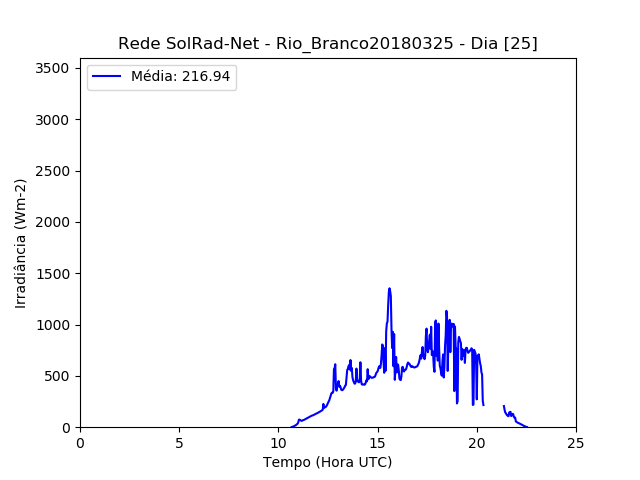 Rede SolRad-Net - Rio_Branco20180325 - Dia [25]
Média: 216.94
Irradiância (Wm-2)
3500
3000
2500
2000
1500
1000
500
0
0 5 10 15 20 25
Tempo (Hora UTC)